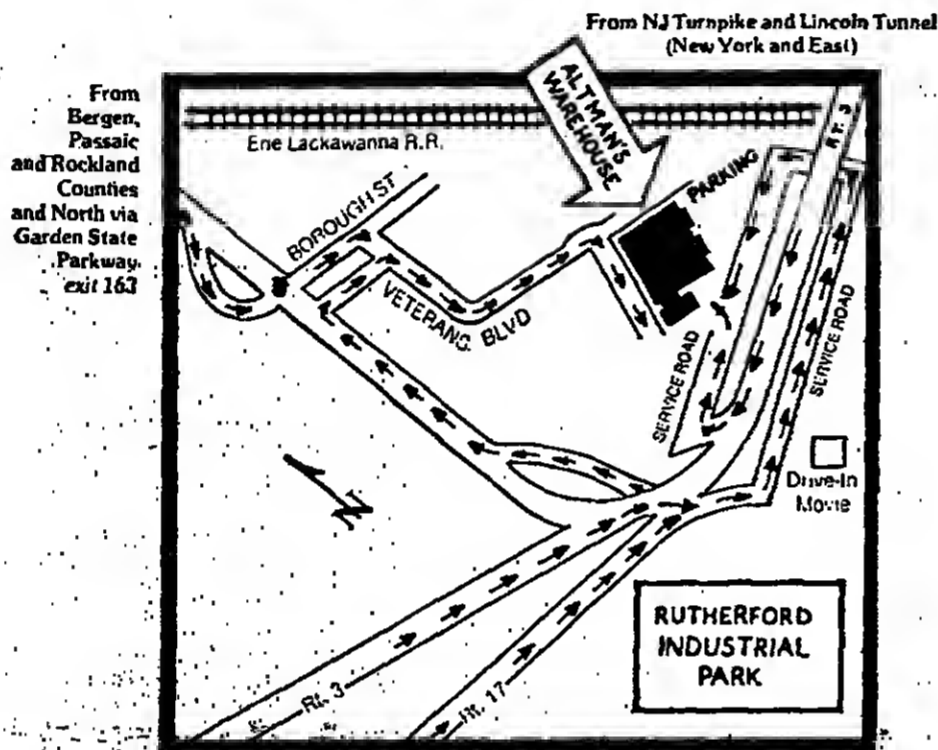 From NJ Turnpike and Lincoln Tunnel
(New York and East)
From
Bergen,
Passaic
and Rockland
Counties
and North via
Garden State
Parkway
exit 163
ALTMAN'S
WAREHOUSE
Erie Lackawanna R.R.
RT. 3
PARKING
BOROUGH ST
VETERANS. BLVD
SERVICE ROAD
SERVICE ROAD
Drive-In
Movie
N
RUTHERFORD
INDUSTRIAL
PARK
Rt. 3
Rt. 17